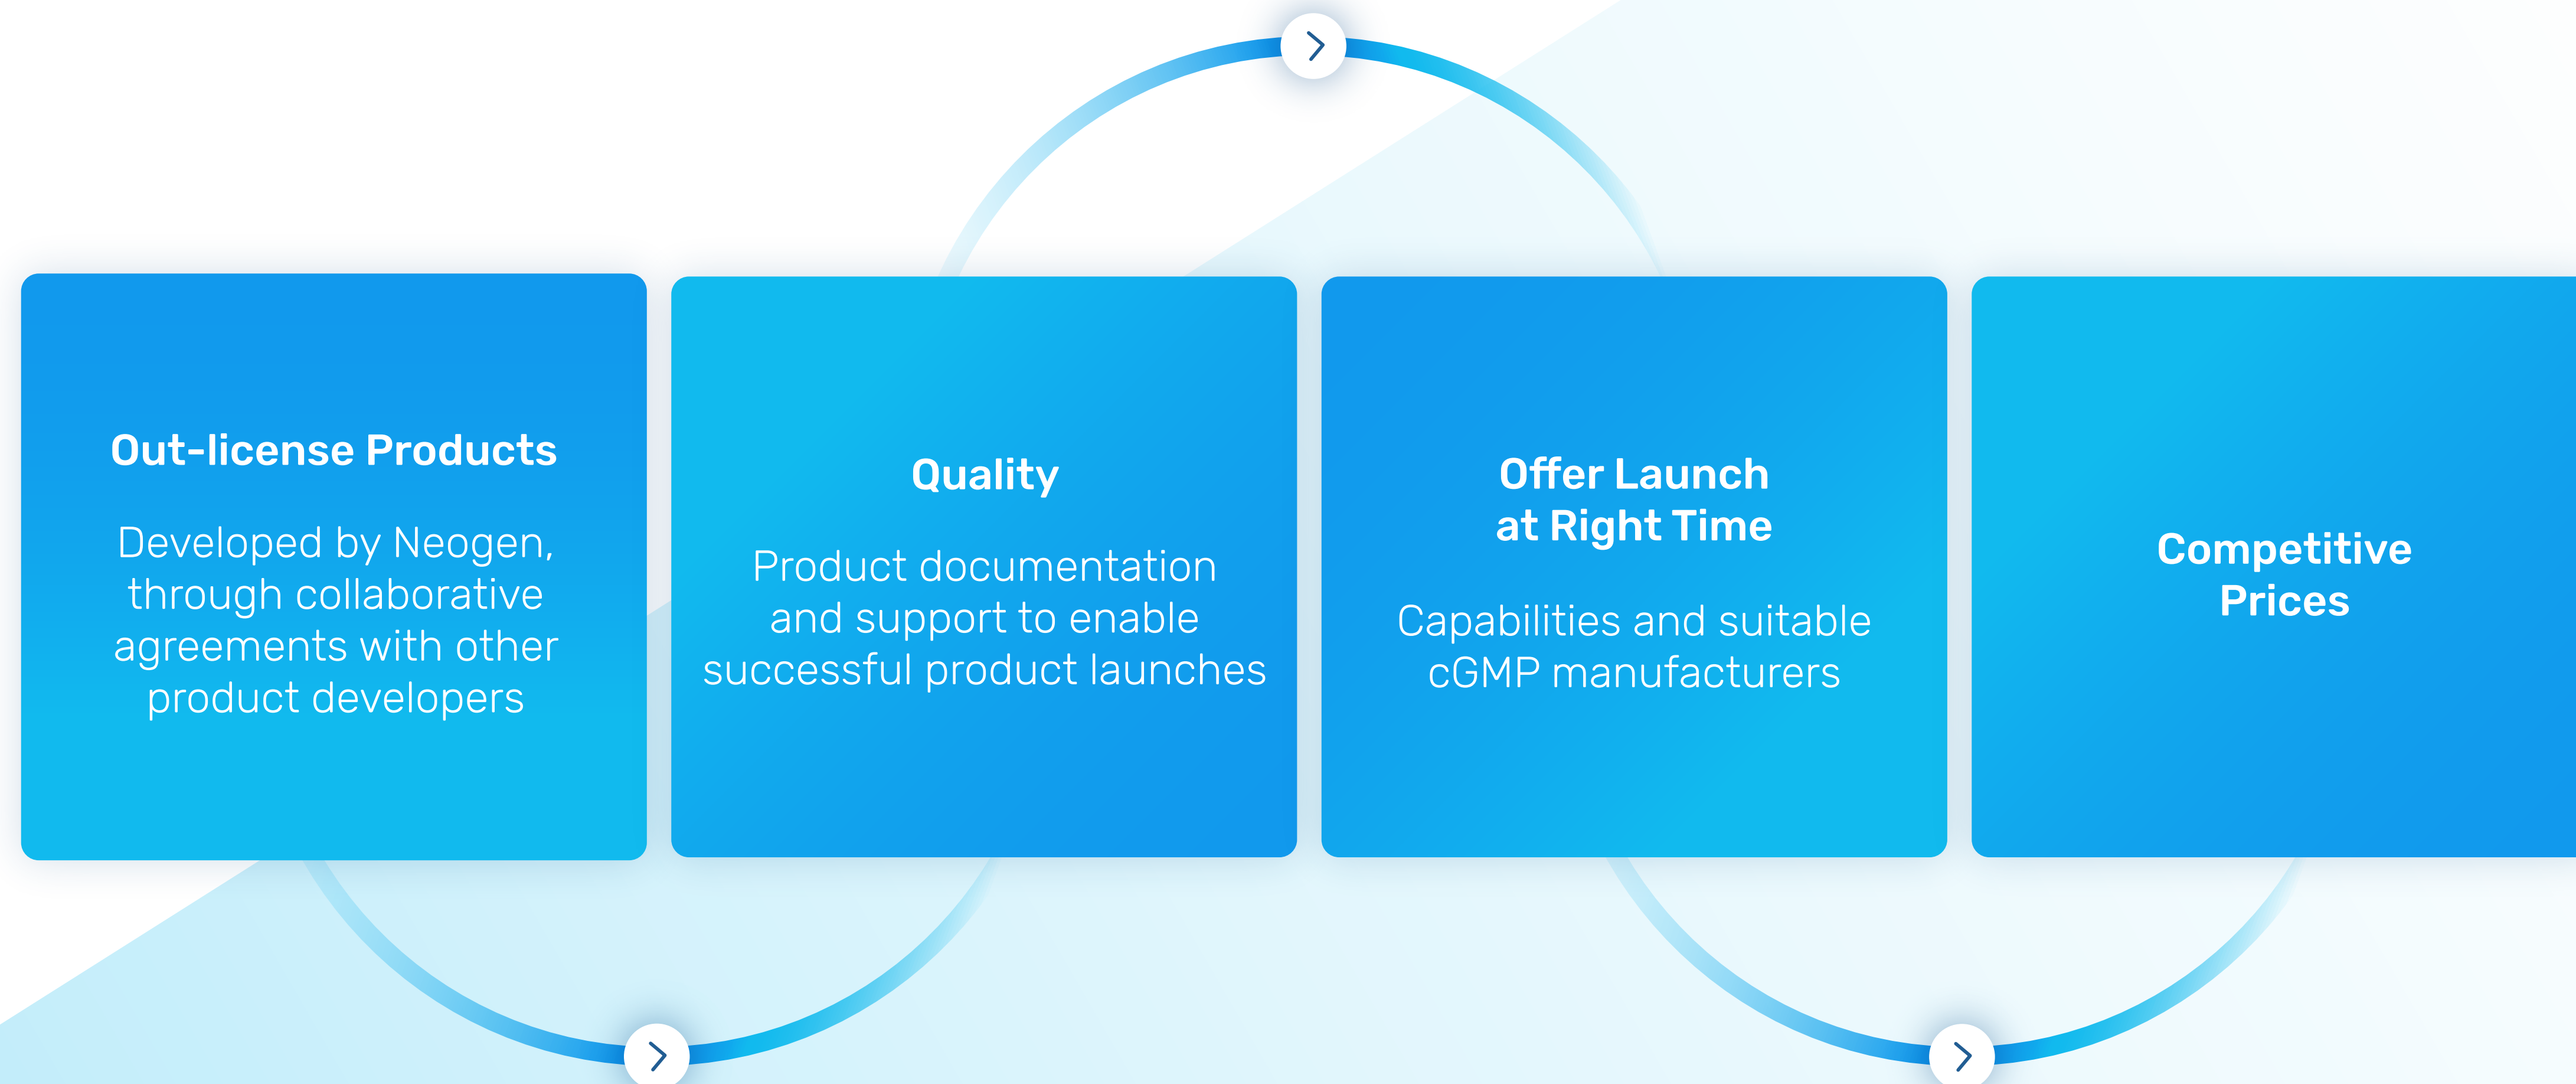 Out-license Products
Developed by Neogen,
through collaborative
agreements with other
product developers
Quality
Product documentation
and support to enable
successful product launches
Offer Launch
at Right Time
Capabilities and suitable
cGMP manufacturers
Competitive
Prices